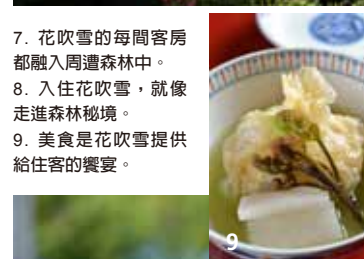 7. 花吹雪的每間客房
都融入周遭森林中。
8. 入住花吹雪，就像
走進森林秘境。
9. 美食是花吹雪提供
給住客的饗宴。
9